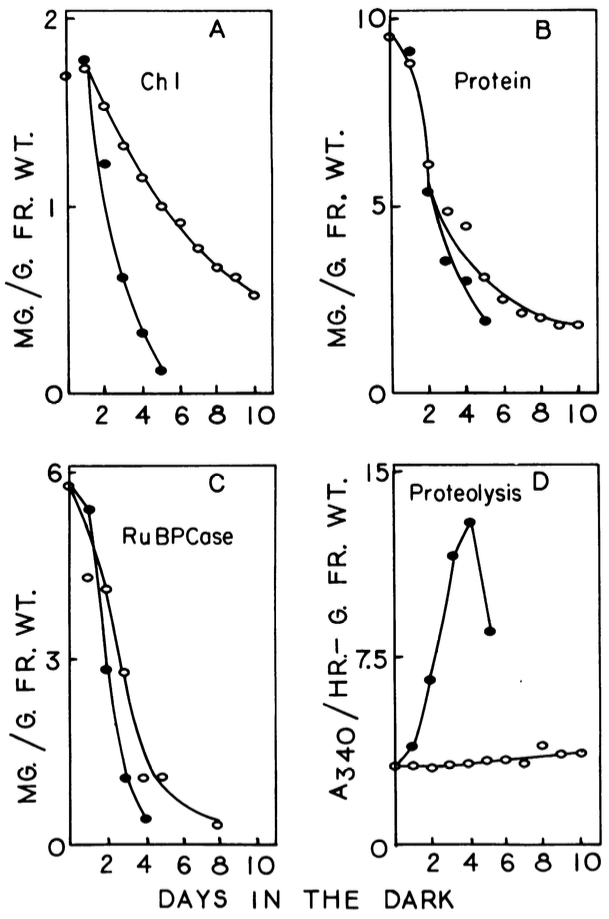 A
Chl
2
1
0
MG./G. FR. WT.
2 4 6 8 10
B
Protein
10
5
0
MG./G. FR. WT.
2 4 6 8 10
C
RuBPCase
6
3
0
MG./G. FR. WT.
2 4 6 8 10
D
Proteolysis
15
7.5
0
A340/HR.- G. FR. WT.
2 4 6 8 10
DAYS IN THE DARK